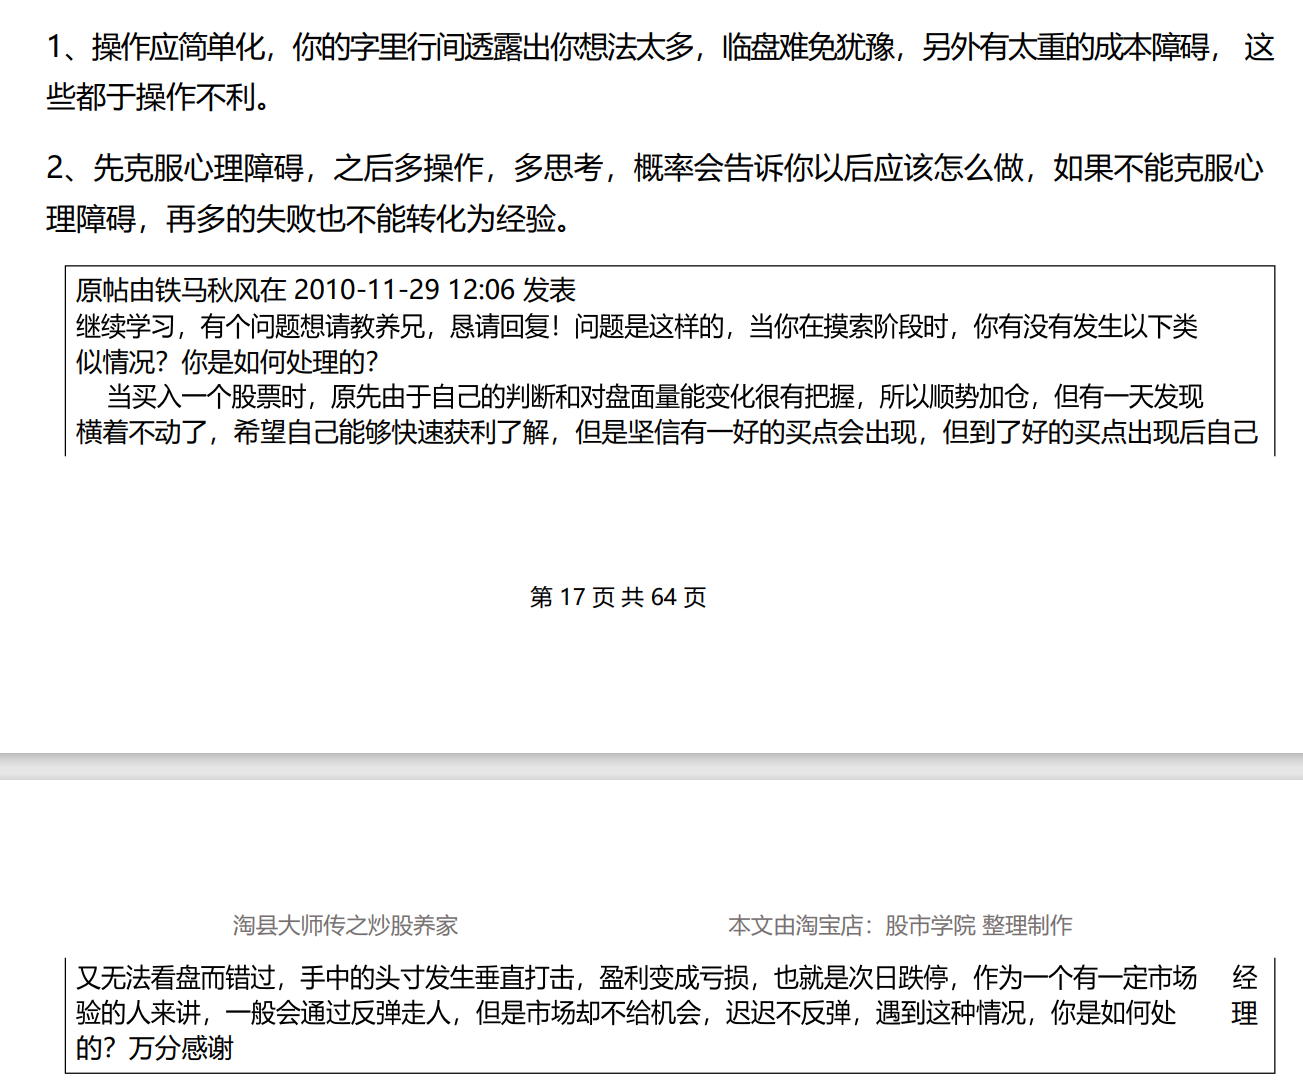 1、操作应简单化，你的字里行间透露出你想法太多，临盘难免犹豫，另外有太重的成本障碍， 这
些都于操作不利。
2、先克服心理障碍，之后多操作，多思考，概率会告诉你以后应该怎么做，如果不能克服心
理障碍，再多的失败也不能转化为经验。
原帖由铁马秋风在 2010-11-29 12:06 发表
继续学习，有个问题想请教养兄，恳请回复！问题是这样的，当你在摸索阶段时，你有没有发生以下类
似情况？你是如何处理的？
当买入一个股票时，原先由于自己的判断和对盘面量能变化很有把握，所以顺势加仓，但有一天发现
横着不动了，希望自己能够快速获利了解，但是坚信有一好的买点会出现，但到了好的买点出现后自己
第 17 页 共 64 页
淘县大师传之炒股养家 本文由淘宝店：股市学院 整理制作
又无法看盘而错过，手中的头寸发生垂直打击，盈利变成亏损，也就是次日跌停，作为一个有一定市场 经
验的人来讲，一般会通过反弹走人，但是市场却不给机会，迟迟不反弹，遇到这种情况，你是如何处 理
的？万分感谢